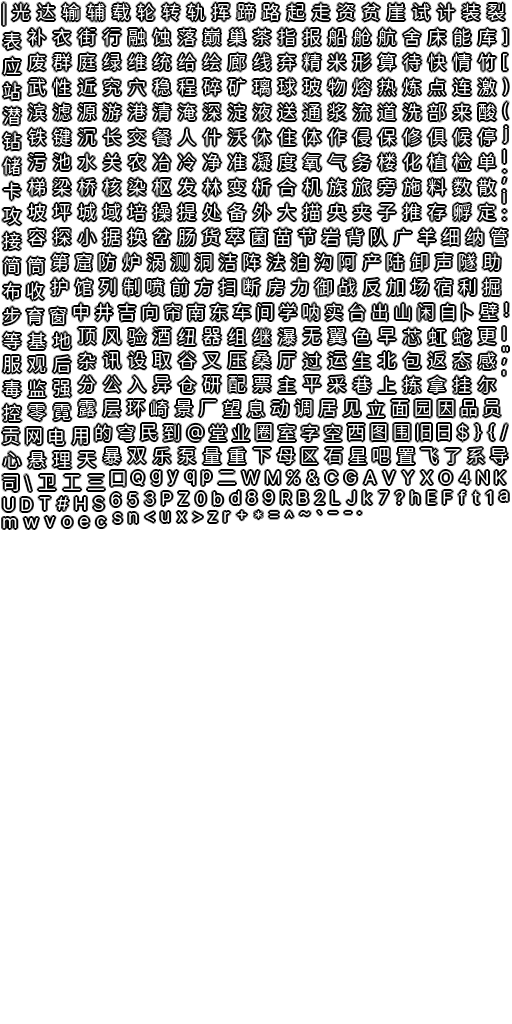 |光达输辅载轮转轨挥蹄路起走资贫崖试计装裂
表补衣街行融蚀落巅巢茶指报船舱航舍床能库]
应废群庭绿维统给绘廊线弃精米形算待快情竹[
站武性近究穴稳程碎矿璃球玻物熔热炼点连激)
潜滨滤源游港清淹深淀液送通浆流道洗部来酸(
钻铁键沉长交餐人什沃休住体作侵保修俱候停j
储污池水关农冶冷净准凝度氧气务楼化植检单!;
卡梯梁桥核染枢发林变析合机族旅旁施料数散,
攻坡坪城域培操提处备外大描央夹子推存孵定:
接容探小据换岔肠货萃菌苗节岩背队广羊细纳管
简筒第窟防炉涡测洞洁阵法泊沟阿产陆卸声隧助
布收护馆列制喷前方扫断房力御战反加场宿利掘
步育窗中井吉向帘南东车间学呐实台出山闲自卜壁!
等基地顶风验酒纽器组继瀑无翼色早芯虹蛇更|
服观后杂讯设取谷又压桑厅过运生北包返态感"
毒监强分公入异仓研配票主平采巷上拣拿挂尔'
控零霓露层环崎景厂望息动调居见立面园因品员
贡网电用的穹民到@堂业圈室字空西图围旧日$}{/
心悬理天暴双乐泵量重下母区石星吧置飞了系导
司\卫工三口Qgyqp二WM%&CGAVYXO4NK
UDT#HS653PZ0bd89RB2LJk7?hEFft1a
mwvoecsn<ux>zr+*=^~`--·